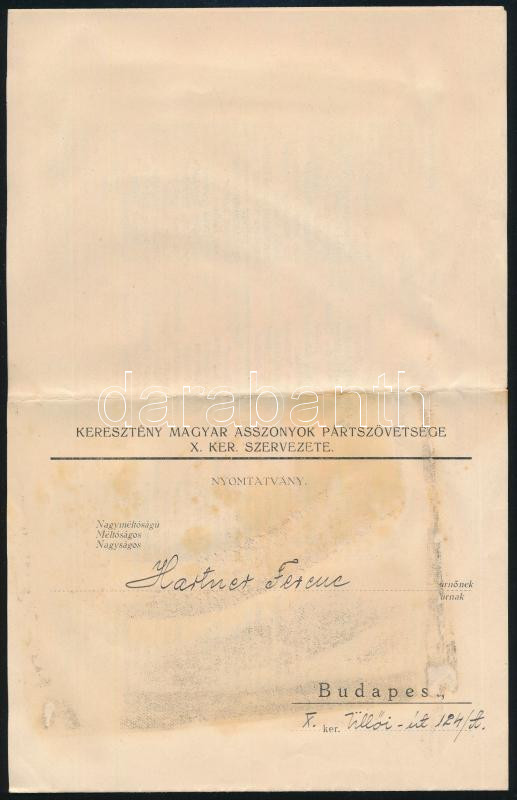 darabanth
KERESZTÉNY MAGYAR ASSZONYOK PÁRTSZÖVETSÉGE
X. KER. SZERVEZETE.
NYOMTATVÁNY.
Nagyméltóságú
Méltóságos
Nagyságos
Hartner Ferenc
úrnőnek
úrnak
Budapest,
X. ker. Üllői-út 124/A.